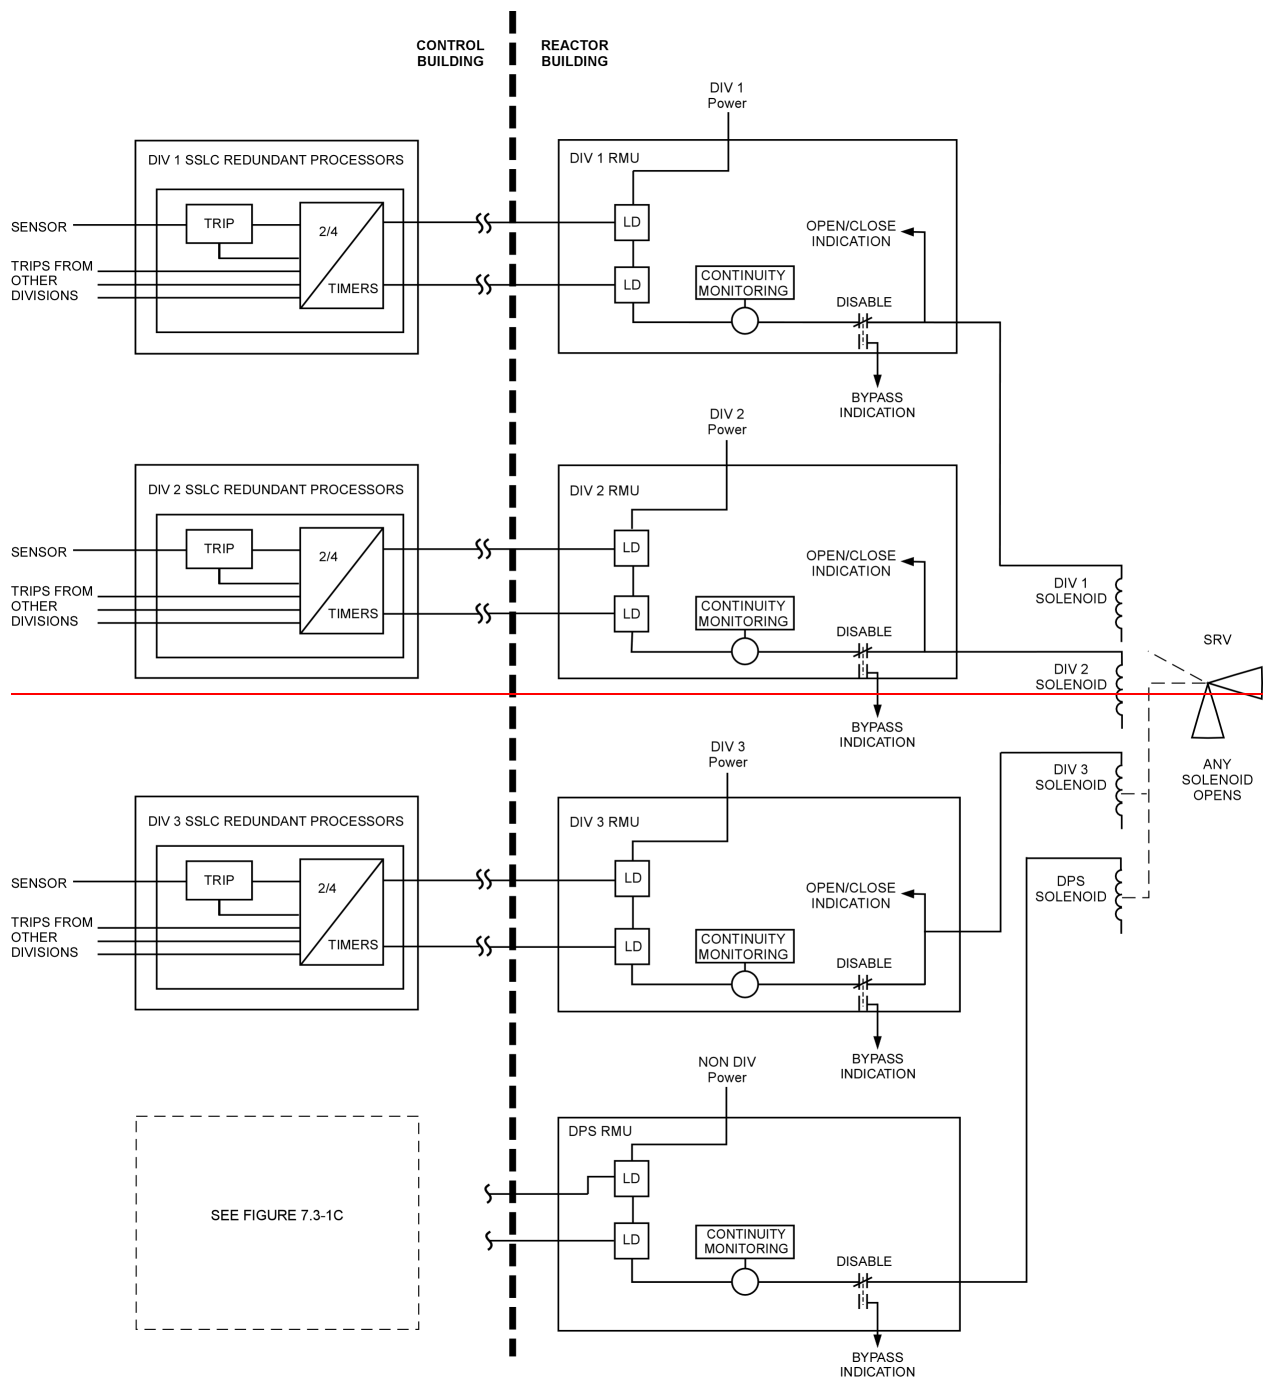 CONTROL
BUILDING
REACTOR
BUILDING
DIV 1
Power
DIV 1 SSLC REDUNDANT PROCESSORS
SENSOR
TRIP
2/4
TIMERS
TRIPS FROM
OTHER
DIVISIONS
DIV 1 RMU
LD
LD
CONTINUITY
MONITORING
OPEN/CLOSE
INDICATION
DISABLE
BYPASS
INDICATION
DIV 2
Power
DIV 2 SSLC REDUNDANT PROCESSORS
SENSOR
TRIP
2/4
TIMERS
TRIPS FROM
OTHER
DIVISIONS
DIV 2 RMU
LD
LD
CONTINUITY
MONITORING
OPEN/CLOSE
INDICATION
DISABLE
BYPASS
INDICATION
DIV 1
SOLENOID
DIV 2
SOLENOID
SRV
DIV 3
SOLENOID
ANY
SOLENOID
OPENS
DPS
SOLENOID
DIV 3
Power
DIV 3 SSLC REDUNDANT PROCESSORS
SENSOR
TRIP
2/4
TIMERS
TRIPS FROM
OTHER
DIVISIONS
DIV 3 RMU
LD
LD
CONTINUITY
MONITORING
OPEN/CLOSE
INDICATION
DISABLE
BYPASS
INDICATION
NON DIV
Power
SEE FIGURE 7.3-1C
DPS RMU
LD
LD
CONTINUITY
MONITORING
DISABLE
BYPASS
INDICATION